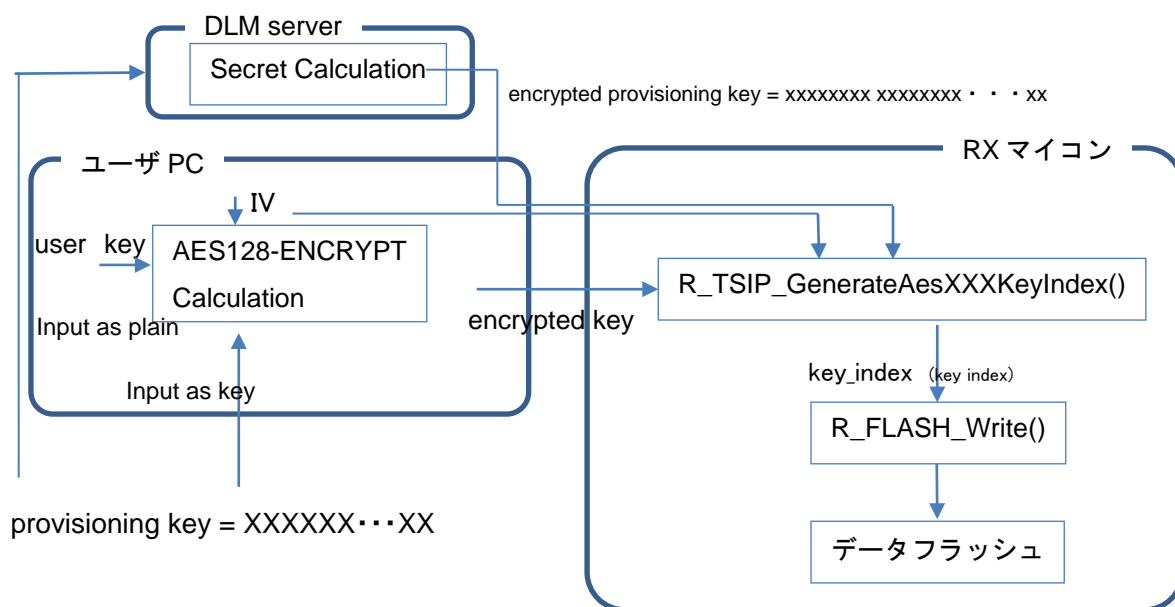 DLM server
Secret Calculation
encrypted provisioning key = xxxxxxxx xxxxxxxx・・・xx
ユーザ PC
RX マイコン
IV
user key
AES128-ENCRYPT
Calculation
R_TSIP_GenerateAesXXXKeyIndex()
encrypted key
Input as plain
Input as key
key_index （key index）
R_FLASH_Write()
provisioning key = XXXXXX・・・XX
データフラッシュ